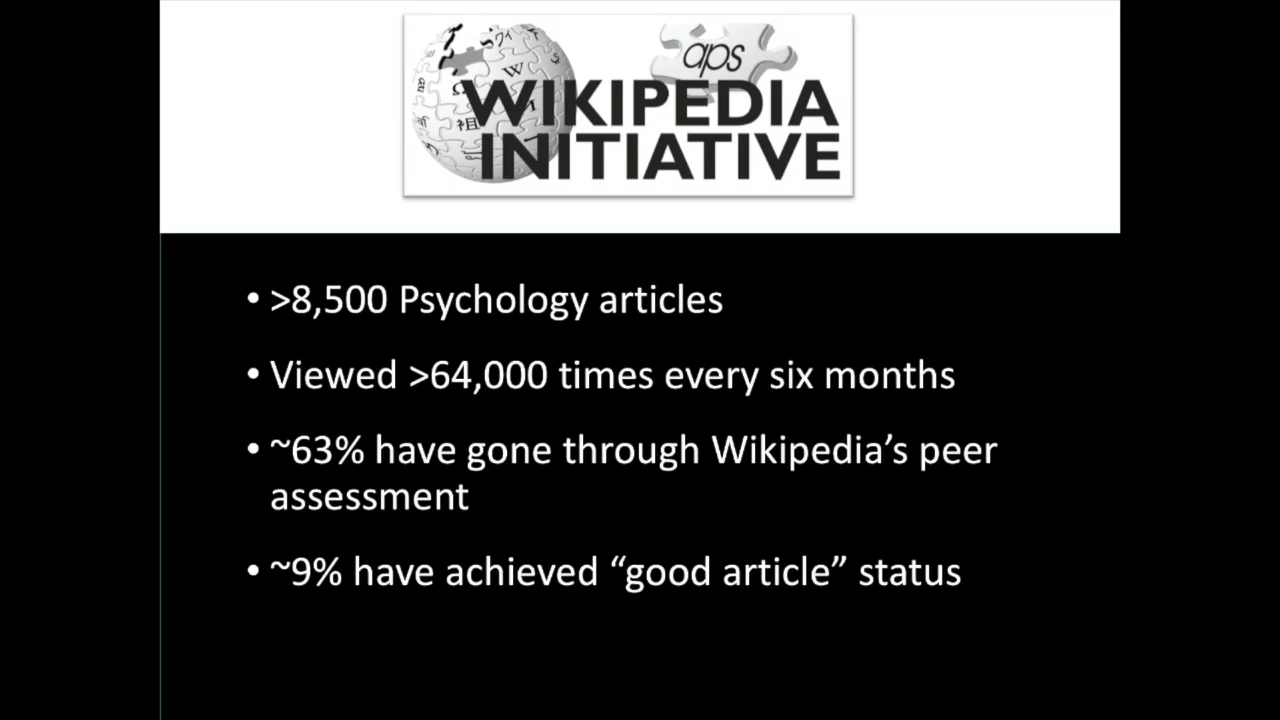 aps
WIKIPEDIA
INITIATIVE
• >8,500 Psychology articles
• Viewed >64,000 times every six months
• ~63% have gone through Wikipedia’s peer
assessment
• ~9% have achieved “good article” status